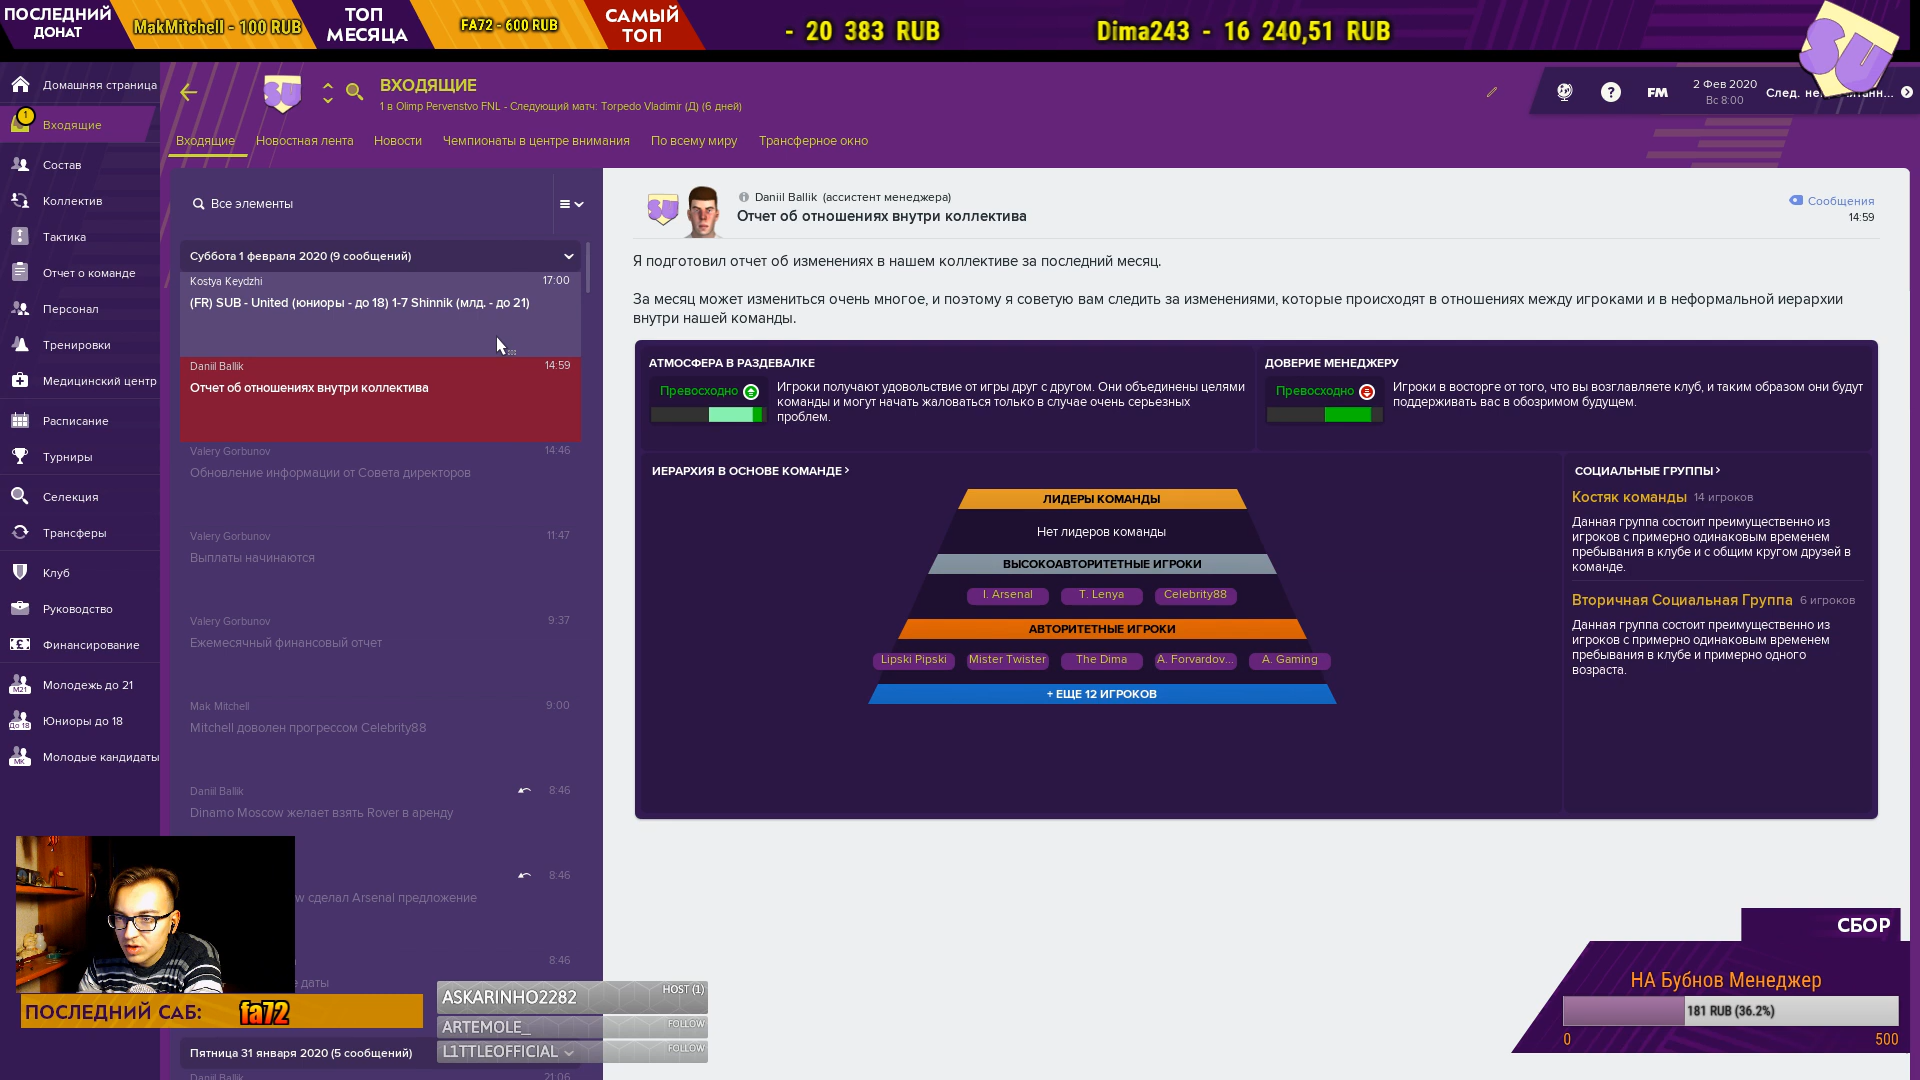 ПОСЛЕДНИЙ ДОНАТ
MakMitchell - 100 RUB
ТОП МЕСЯЦА
FA72 - 600 RUB
САМЫЙ ТОП
- 20 383 RUB
Dima243 - 16 240,51 RUB
SU
Домашняя страница
1
Входящие
Состав
Коллектив
Тактика
Отчет о команде
Персонал
Тренировки
Медицинский центр
Расписание
Турниры
Селекция
Трансферы
Клуб
Руководство
Финансирование
Молодежь до 21
Юниоры до 18
Молодые кандидаты
ВХОДЯЩИЕ
1 в Olimp Pervenstvo FNL - Следующий матч: Torpedo Vladimir (Д) (6 дней)
FM
2 Фев 2020
Вс 8:00
След.
Входящие
Новостная лента
Новости
Чемпионаты в центре внимания
По всему миру
Трансферное окно
Все элементы
Суббота 1 февраля 2020 (9 сообщений)
Kostya Keydzhi 17:00
(FR) SUB - United (юниоры - до 18) 1-7 Shinnik (млд. - до 21)
Daniil Ballik 14:59
Отчет об отношениях внутри коллектива
Valery Gorbunov 14:46
Обновление информации от Совета директоров
Valery Gorbunov 11:47
Выплаты начинаются
Valery Gorbunov 9:37
Ежемесячный финансовый отчет
Mak Mitchell 9:00
Mitchell доволен прогрессом Celebrity88
Daniil Ballik 8:46
Dinamo Moscow желает взять Rover в аренду
8:46
w сделал Arsenal предложение
8:46
даты
Пятница 31 января 2020 (5 сообщений)
Daniil Ballik 21:06
Daniil Ballik (ассистент менеджера)
Отчет об отношениях внутри коллектива
Сообщения
14:59
Я подготовил отчет об изменениях в нашем коллективе за последний месяц.
За месяц может измениться очень многое, и поэтому я советую вам следить за изменениями, которые происходят в отношениях между игроками и в неформальной иерархии
внутри нашей команды.
АТМОСФЕРА В РАЗДЕВАЛКЕ
Превосходно
Игроки получают удовольствие от игры друг с другом. Они объединены целями
команды и могут начать жаловаться только в случае очень серьезных
проблем.
ДОВЕРИЕ МЕНЕДЖЕРУ
Превосходно
Игроки в восторге от того, что вы возглавляете клуб, и таким образом они будут
поддерживать вас в обозримом будущем.
ИЕРАРХИЯ В ОСНОВЕ КОМАНДЕ
ЛИДЕРЫ КОМАНДЫ
Нет лидеров команды
ВЫСОКОАВТОРИТЕТНЫЕ ИГРОКИ
I. Arsenal
T. Lenya
Celebrity88
АВТОРИТЕТНЫЕ ИГРОКИ
Lipski Pipski
Mister Twister
The Dima
A. Forvardov...
A. Gaming
+ ЕЩЕ 12 ИГРОКОВ
СОЦИАЛЬНЫЕ ГРУППЫ
Костяк команды 14 игроков
Данная группа состоит преимущественно из
игроков с примерно одинаковым временем
пребывания в клубе и с общим кругом друзей в
команде.
Вторичная Социальная Группа 6 игроков
Данная группа состоит преимущественно из
игроков с примерно одинаковым временем
пребывания в клубе и примерно одного
возраста.
ПОСЛЕДНИЙ САБ: fa72
ASKARINHO2282 HOST (1)
ARTEMOLE_ FOLLOW
L1TTLEOFFICIAL FOLLOW
СБОР
НА Бубнов Менеджер
181 RUB (36.2%)
0
500